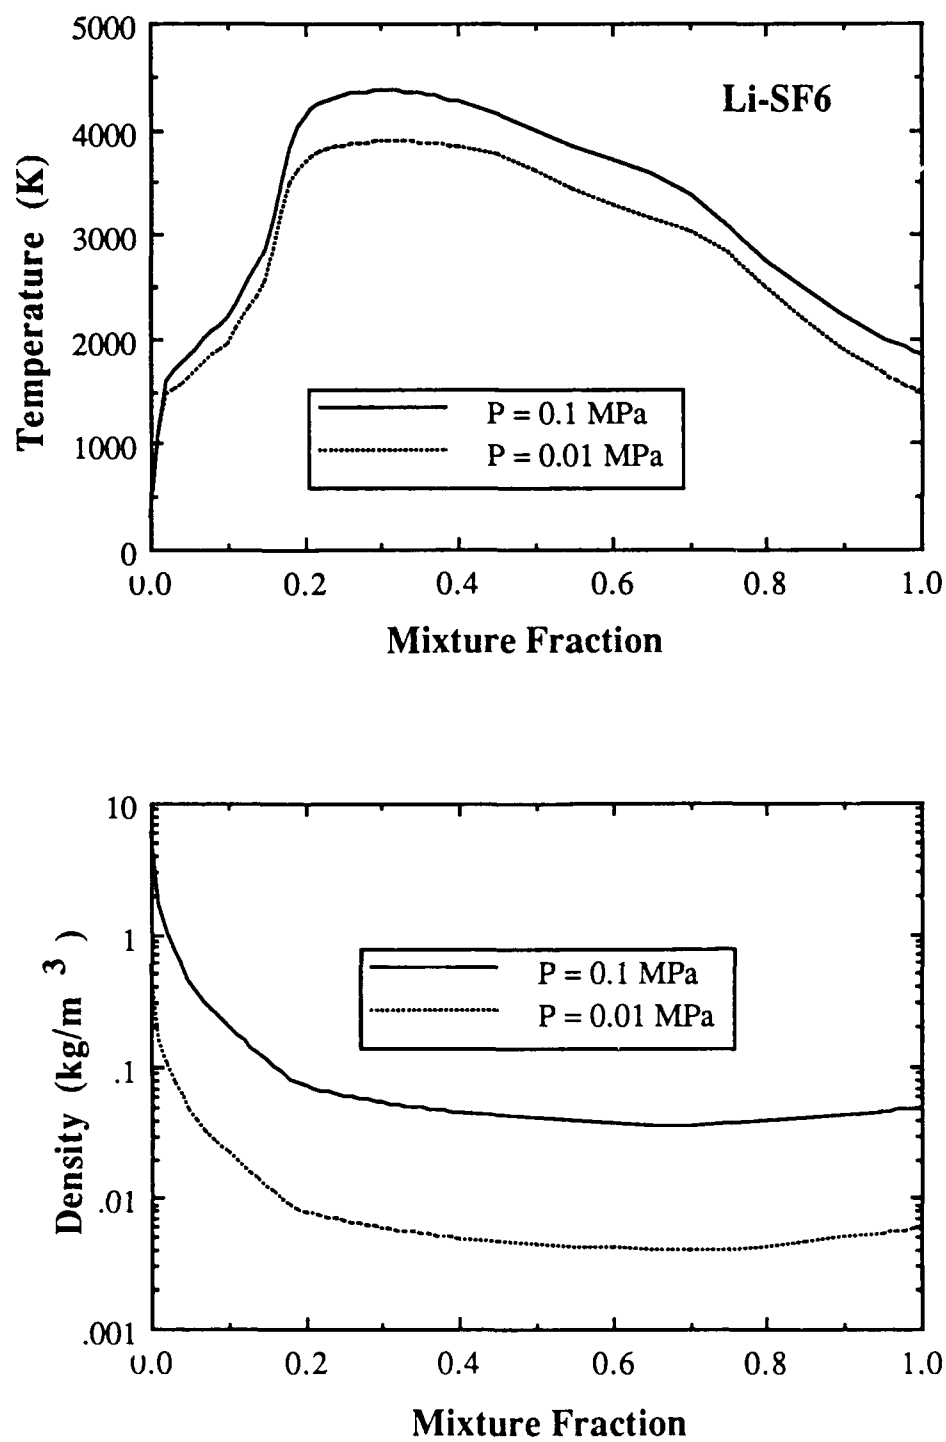 5000
Li-SF6
4000
3000
2000
1000
0
Temperature (K)
P = 0.1 MPa
P = 0.01 MPa
0.0 0.2 0.4 0.6 0.8 1.0
Mixture Fraction
10
1
.1
.01
.001
Density (kg/m 3 )
P = 0.1 MPa
P = 0.01 MPa
0.0 0.2 0.4 0.6 0.8 1.0
Mixture Fraction